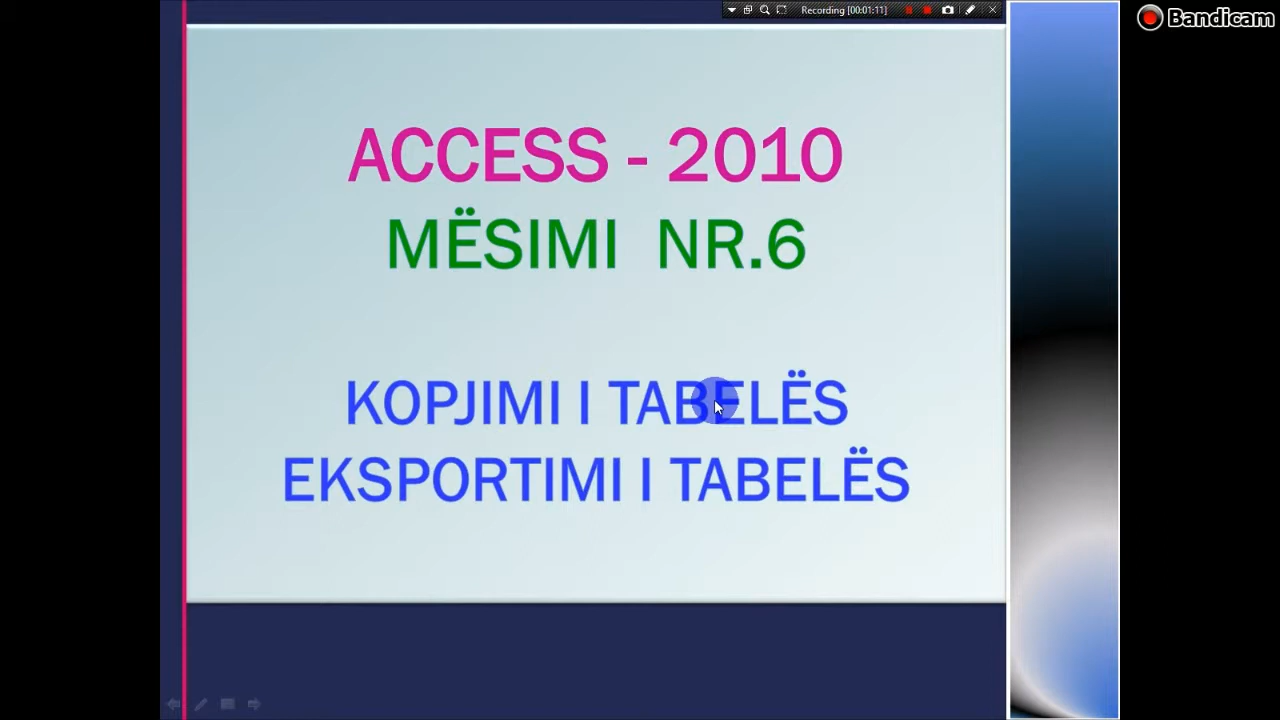 Recording [00:01:11]
Bandicam
ACCESS - 2010
MËSIMI NR.6
KOPJIMI I TABELËS
EKSPORTIMI I TABELËS